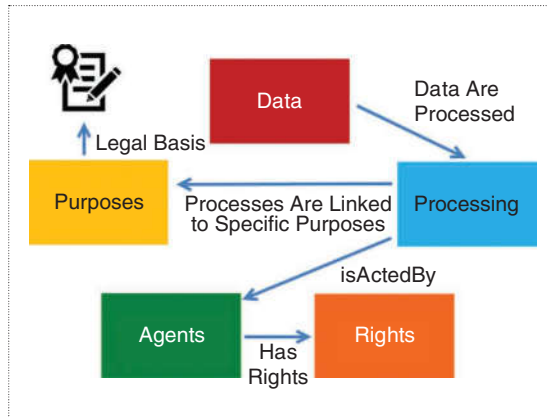 Data
Data Are
Processed
Legal Basis
Purposes
Processes Are Linked
to Specific Purposes
Processing
isActedBy
Agents
Has
Rights
Rights